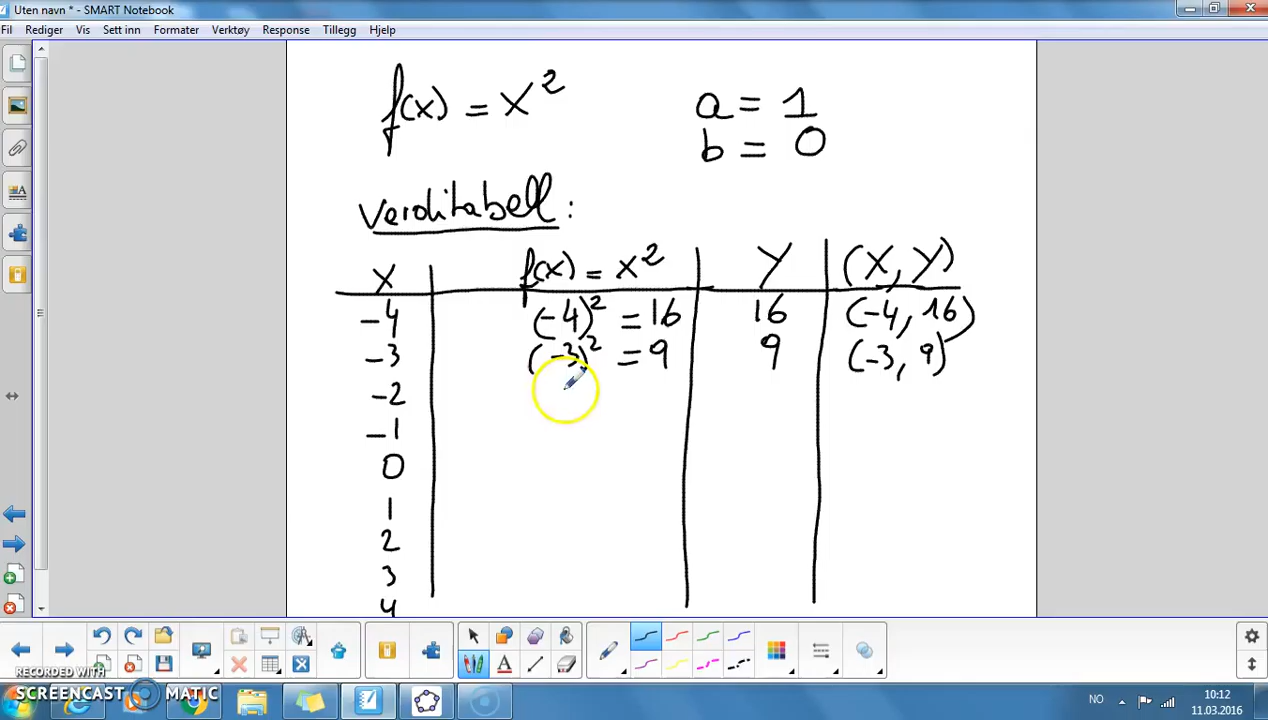 Uten navn * - SMART Notebook
Fil Rediger Vis Sett inn Formater Verktøy Response Tillegg Hjelp
f(x) = x²
a = 1
b = 0
Verditabell :
x f(x) = x² Y (X, Y)
-4 (-4)² = 16 16 (-4, 16)
-3 (-3)² = 9 9 (-3, 9)
-2
-1
0
1
2
3
4
RECORDED WITH
SCREENCAST MATIC
NO
10:12
11.03.2016